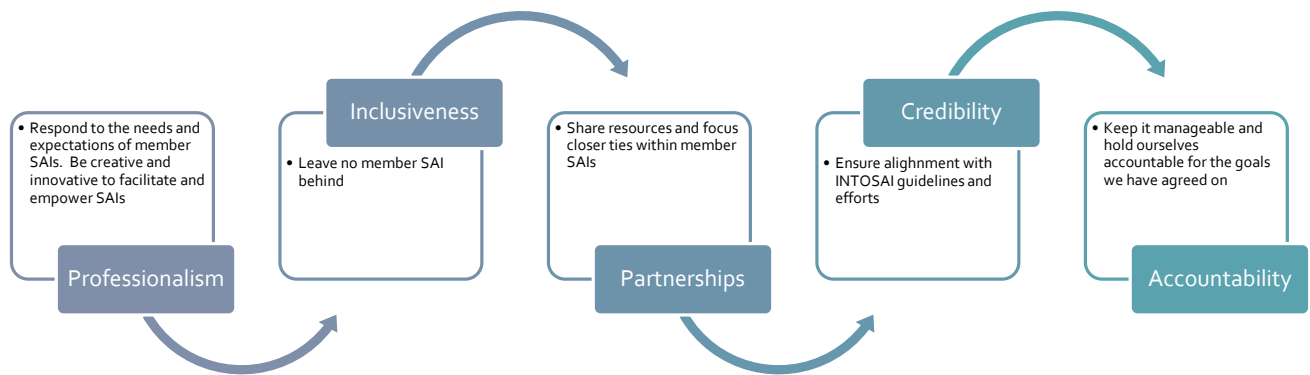 • Respond to the needs and
expectations of member
SAIs.  Be creative and
innovative to facilitate and
empower SAIs
Professionalism
Inclusiveness
• Leave no member SAI
behind
• Share resources and focus
closer ties within member
SAIs
Partnerships
Credibility
• Ensure alighnment with
INTOSAI guidelines and
efforts
• Keep it manageable and
hold ourselves
accountable for the goals
we have agreed on
Accountability